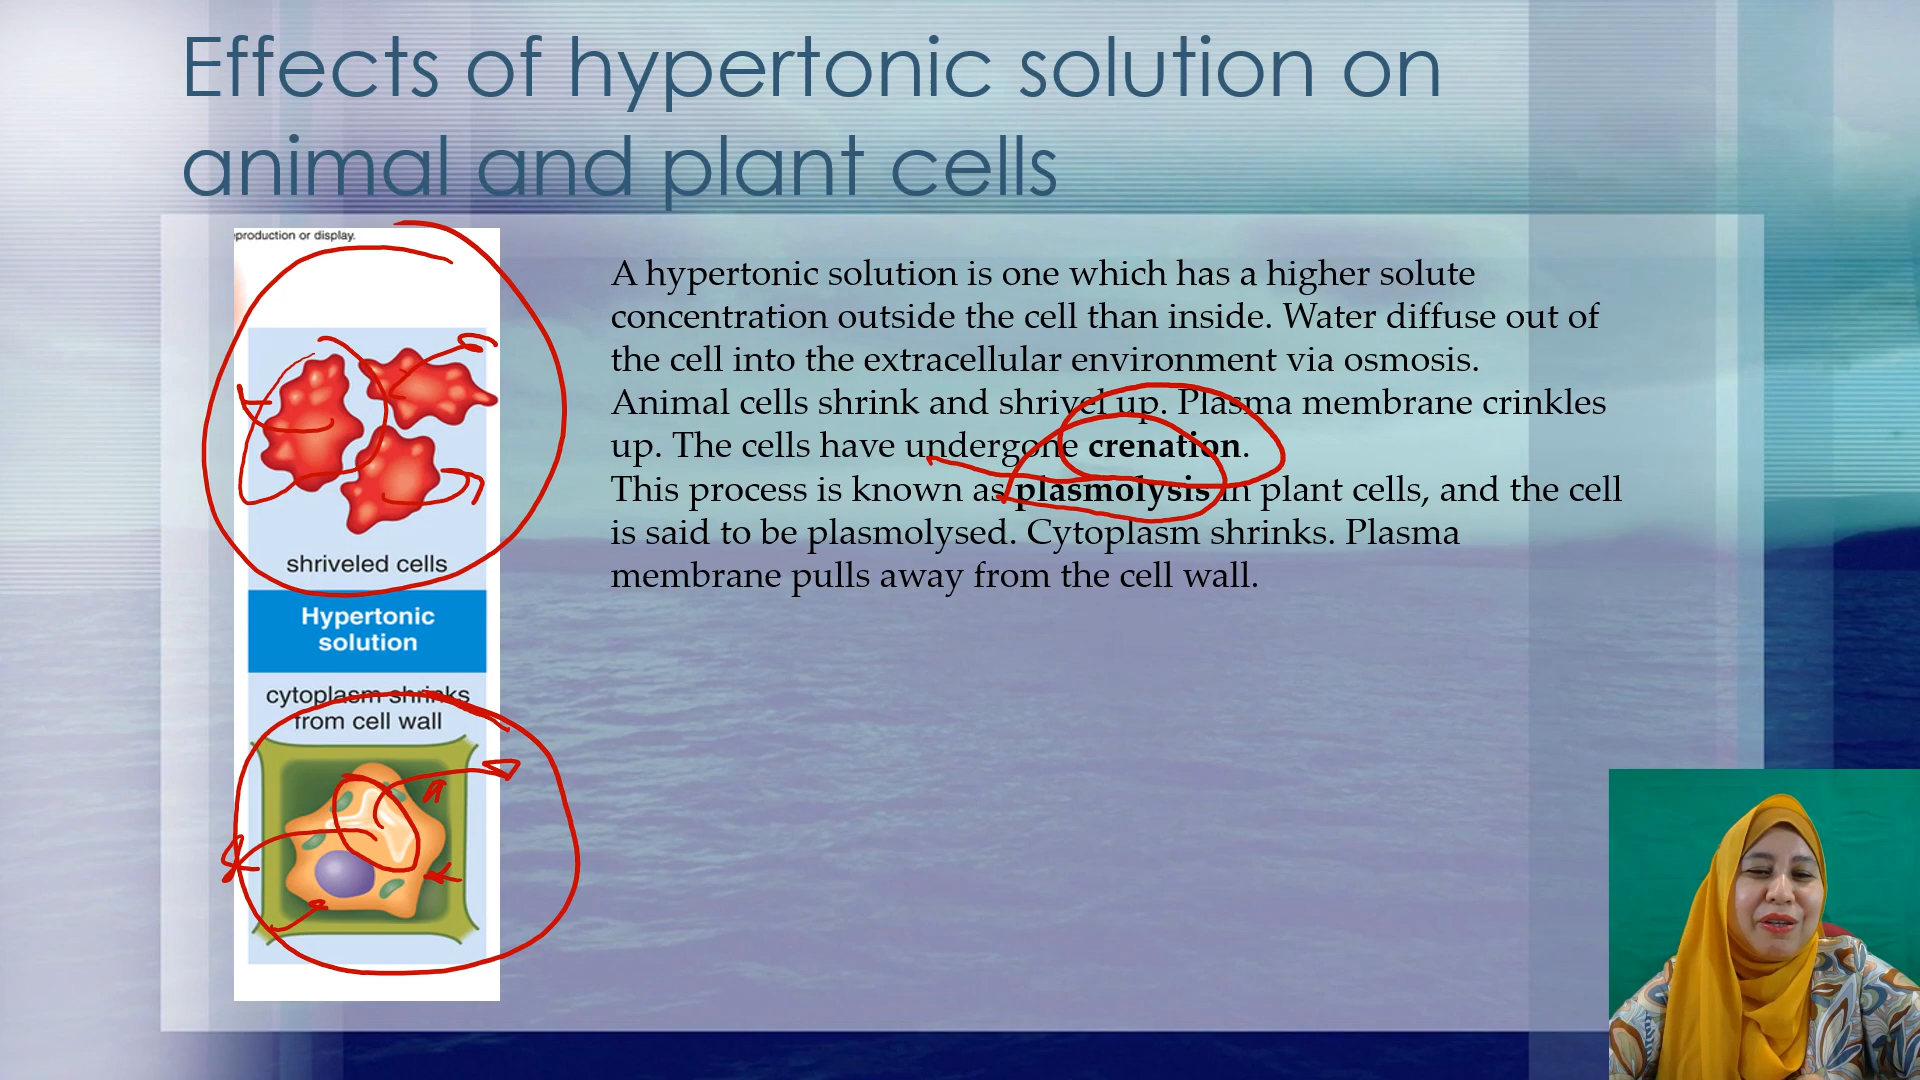 Effects of hypertonic solution on
animal and plant cells
production or display.
shriveled cells
Hypertonic
solution
cytoplasm shrinks
from cell wall
A hypertonic solution is one which has a higher solute
concentration outside the cell than inside. Water diffuse out of
the cell into the extracellular environment via osmosis.
Animal cells shrink and shrivel up. Plasma membrane crinkles
up. The cells have undergone crenation.
This process is known as plasmolysis in plant cells, and the cell
is said to be plasmolysed. Cytoplasm shrinks. Plasma
membrane pulls away from the cell wall.